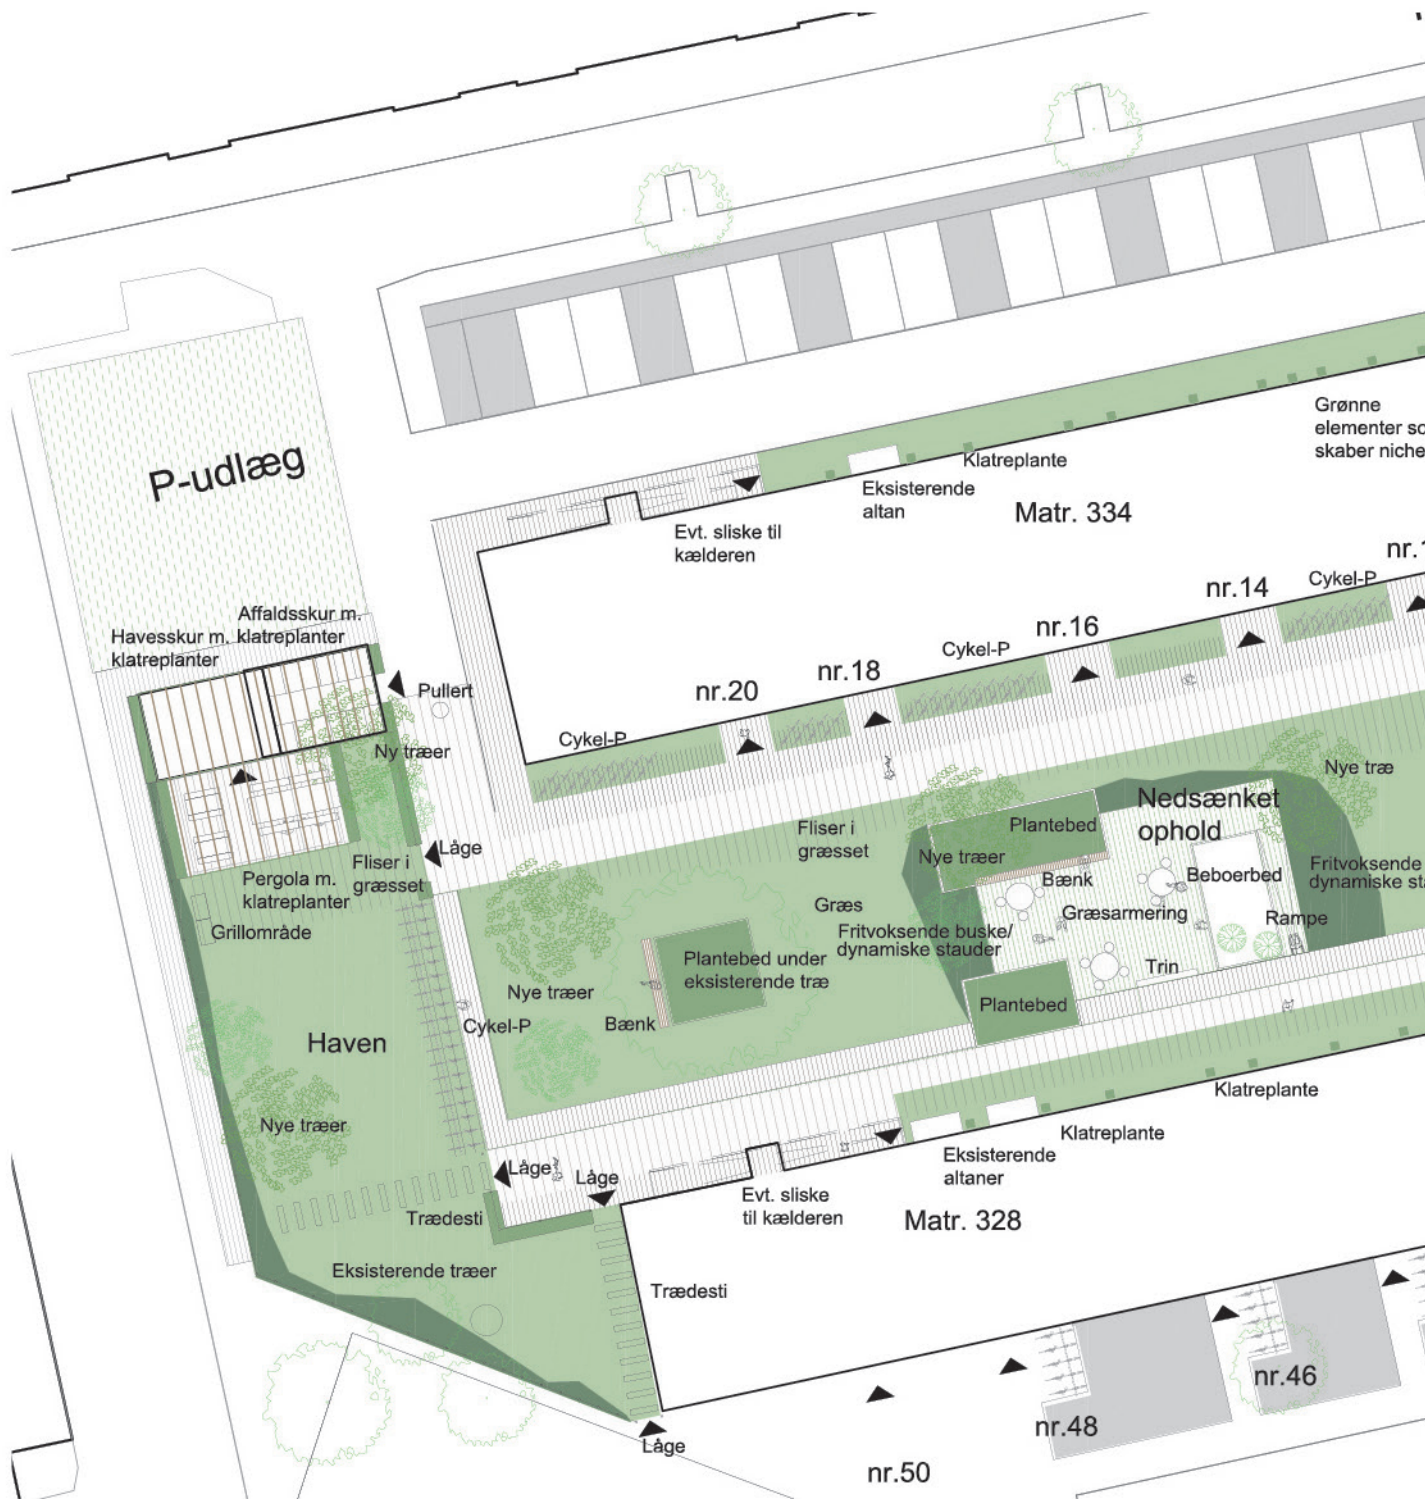 P-udlæg
Grønne
elementer
skaber
Klatreplante
Eksisterende
altan
Matr. 334
Evt. sliske til
kælderen
Cykel-P
nr.14
nr.16
Cykel-P
nr.18
nr.20
Cykel-P
Affaldsskur m.
klatreplanter
Havesskur m.
klatreplanter
Pullert
Ny træer
Nye træ
Nedsænket
ophold
Plantebed
Fliser i
græsset
Låge
Nye træer
Fliser i
græsset
Pergola m.
klatreplanter
Bænk
Beboerbed
Fritvoksende
dynamiske
Græs
Græsarmering
Rampe
Grillområde
Fritvoksende buske/
dynamiske stauder
Plantebed under
eksisterende træ
Trin
Nye træer
Plantebed
Bænk
Cykel-P
Haven
Klatreplante
Nye træer
Klatreplante
Eksisterende
altaner
Låge
Låge
Evt. sliske
til kælderen
Matr. 328
Trædesti
Eksisterende træer
Trædesti
nr.46
nr.48
Låge
nr.50